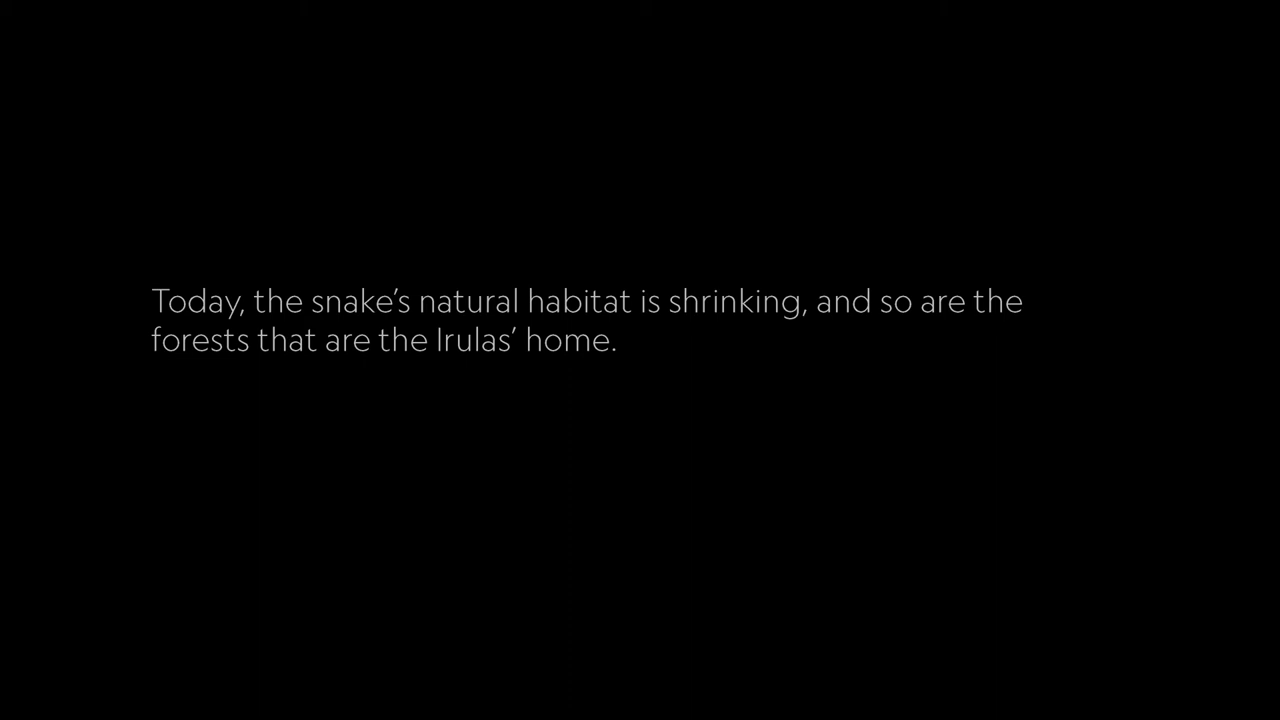 Today, the snake’s natural habitat is shrinking, and so are the
forests that are the Irulas’ home.